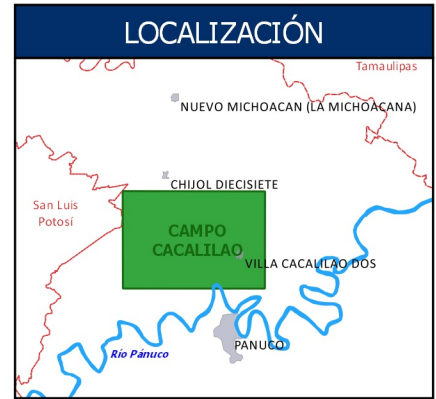 LOCALIZACIÓN
Tamaulipas
NUEVO MICHOACAN (LA MICHOACANA)
CHIJOL DIECISIETE
San Luis
Potosí
CAMPO
CACALILAO
VILLA CACALILAO DOS
PANUCO
Río Pánuco